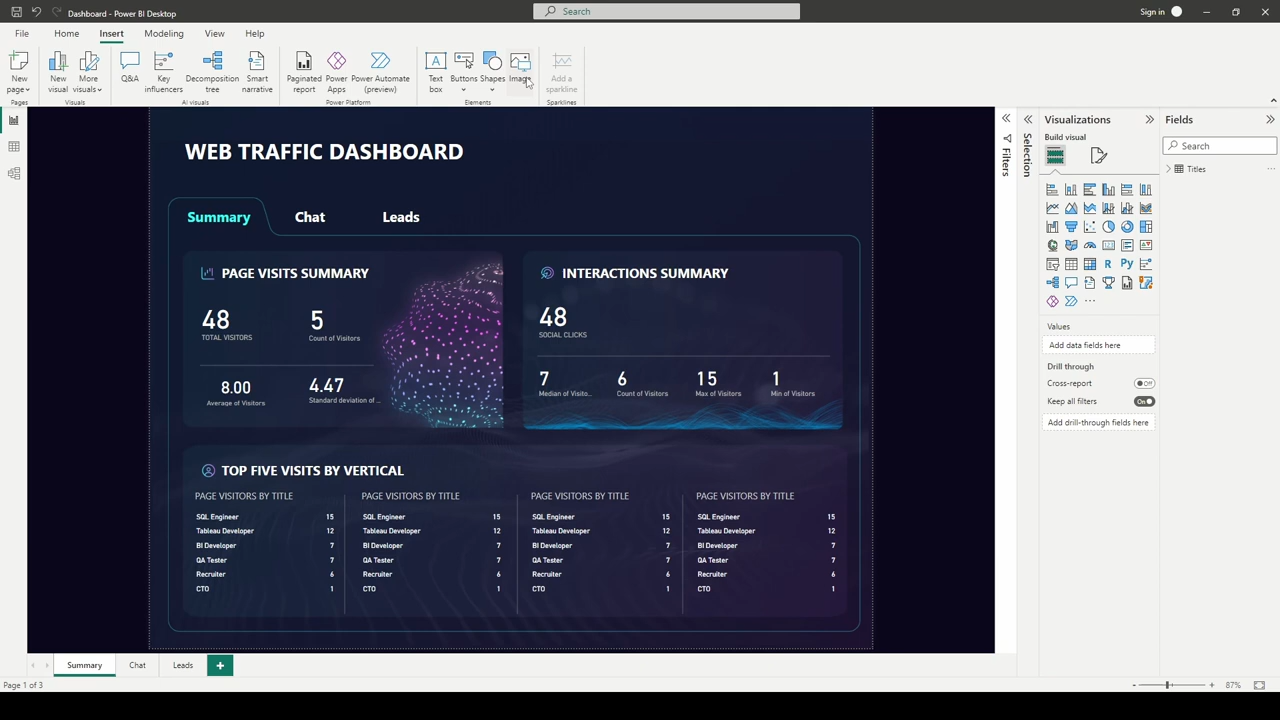 Dashboard - Power BI Desktop
Search
Sign in
File Home Insert Modeling View Help
New page
New visual
More visuals
Q&A
Key influencers
Decomposition tree
Smart narrative
Paginated report
Power Apps
Power Automate (preview)
Text box
Buttons
Shapes
Image
Add a sparkline
Pages Visuals AI visuals Power Platform Elements Sparklines
WEB TRAFFIC DASHBOARD
Summary Chat Leads
PAGE VISITS SUMMARY
48
TOTAL VISITORS
5
Count of Visitors
8.00
Average of Visitors
4.47
Standard deviation of ...
INTERACTIONS SUMMARY
48
SOCIAL CLICKS
7
Median of Visito...
6
Count of Visitors
15
Max of Visitors
1
Min of Visitors
TOP FIVE VISITS BY VERTICAL
PAGE VISITORS BY TITLE
SQL Engineer 15
Tableau Developer 12
BI Developer 7
QA Tester 7
Recruiter 6
CTO 1
PAGE VISITORS BY TITLE
SQL Engineer 15
Tableau Developer 12
BI Developer 7
QA Tester 7
Recruiter 6
CTO 1
PAGE VISITORS BY TITLE
SQL Engineer 15
Tableau Developer 12
BI Developer 7
QA Tester 7
Recruiter 6
CTO 1
PAGE VISITORS BY TITLE
SQL Engineer 15
Tableau Developer 12
BI Developer 7
QA Tester 7
Recruiter 6
CTO 1
Filters
Selection
Visualizations
Build visual
R Py
Values
Add data fields here
Drill through
Cross-report Off
Keep all filters On
Add drill-through fields here
Fields
Search
Titles
Summary Chat Leads
Page 1 of 3
87%